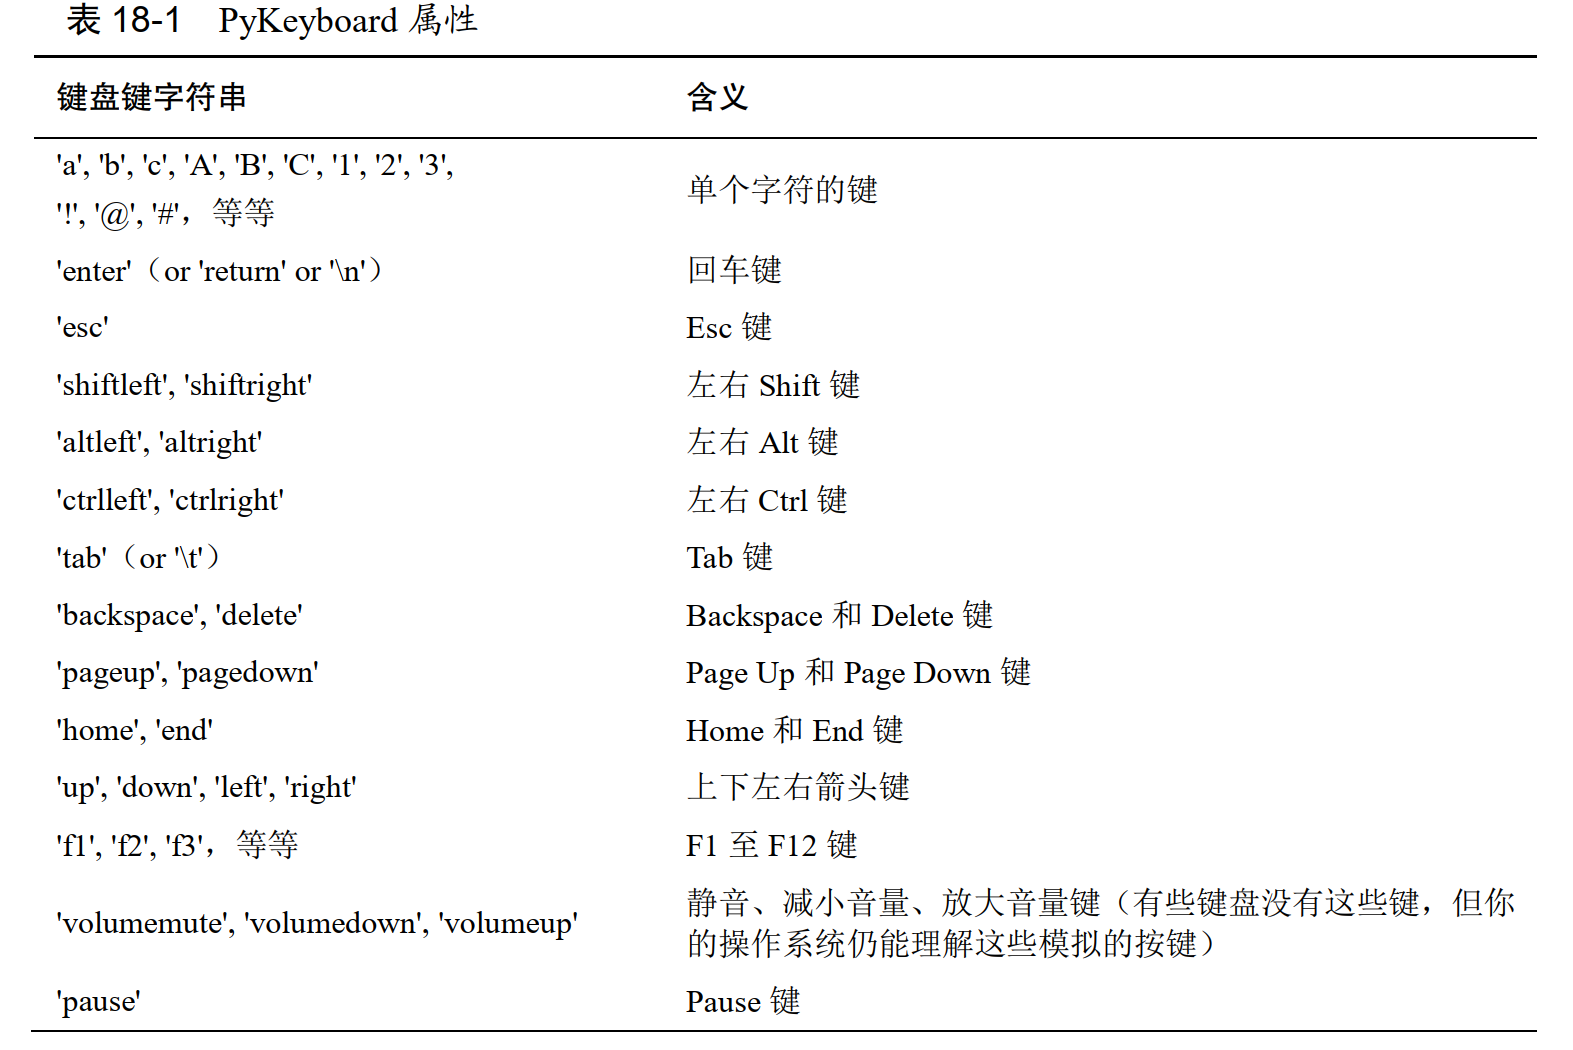 表 18-1 PyKeyboard 属性
键盘键字符串 含义
'a', 'b', 'c', 'A', 'B', 'C', '1', '2', '3',
'!', '@', '#'，等等
单个字符的键
'enter'（or 'return' or '\n'） 回车键
'esc' Esc 键
'shiftleft', 'shiftright' 左右 Shift 键
'altleft', 'altright' 左右 Alt 键
'ctrlleft', 'ctrlright' 左右 Ctrl 键
'tab'（or '\t'） Tab 键
'backspace', 'delete' Backspace 和 Delete 键
'pageup', 'pagedown' Page Up 和 Page Down 键
'home', 'end' Home 和 End 键
'up', 'down', 'left', 'right' 上下左右箭头键
'f1', 'f2', 'f3'，等等 F1 至 F12 键
'volumemute', 'volumedown', 'volumeup'
静音、减小音量、放大音量键（有些键盘没有这些键，但你
的操作系统仍能理解这些模拟的按键）
'pause' Pause 键